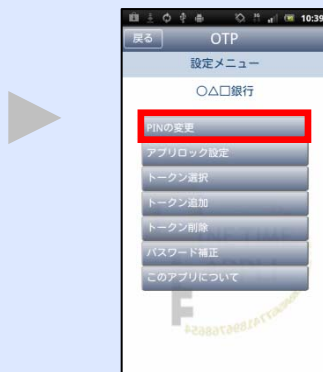 10:39
戻る OTP
設定メニュー
○△□銀行
PINの変更
アプリロック設定
トークン選択
トークン追加
トークン削除
パスワード補正
このアプリについて